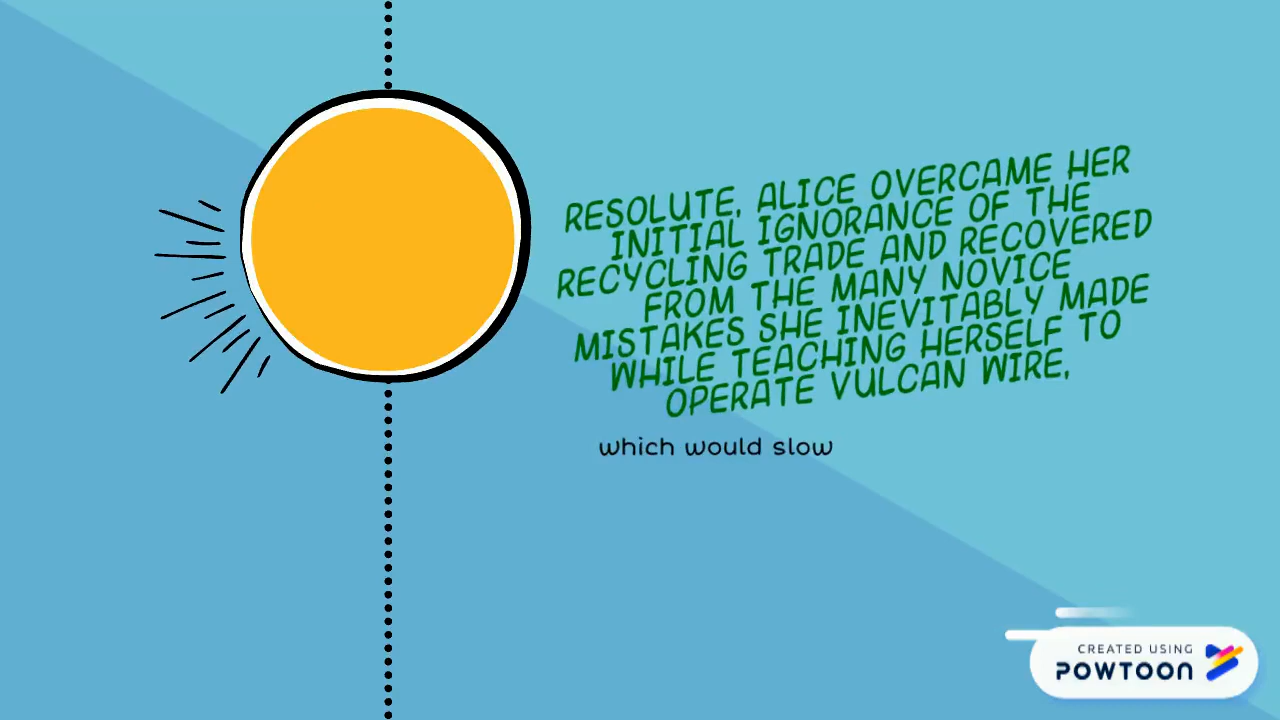 RESOLUTE, ALICE OVERCAME HER
INITIAL IGNORANCE OF THE
RECYCLING TRADE AND RECOVERED
FROM THE MANY NOVICE
MISTAKES SHE INEVITABLY MADE
WHILE TEACHING HERSELF TO
OPERATE VULCAN WIRE,
which would slow
CREATED USING
POWTOON